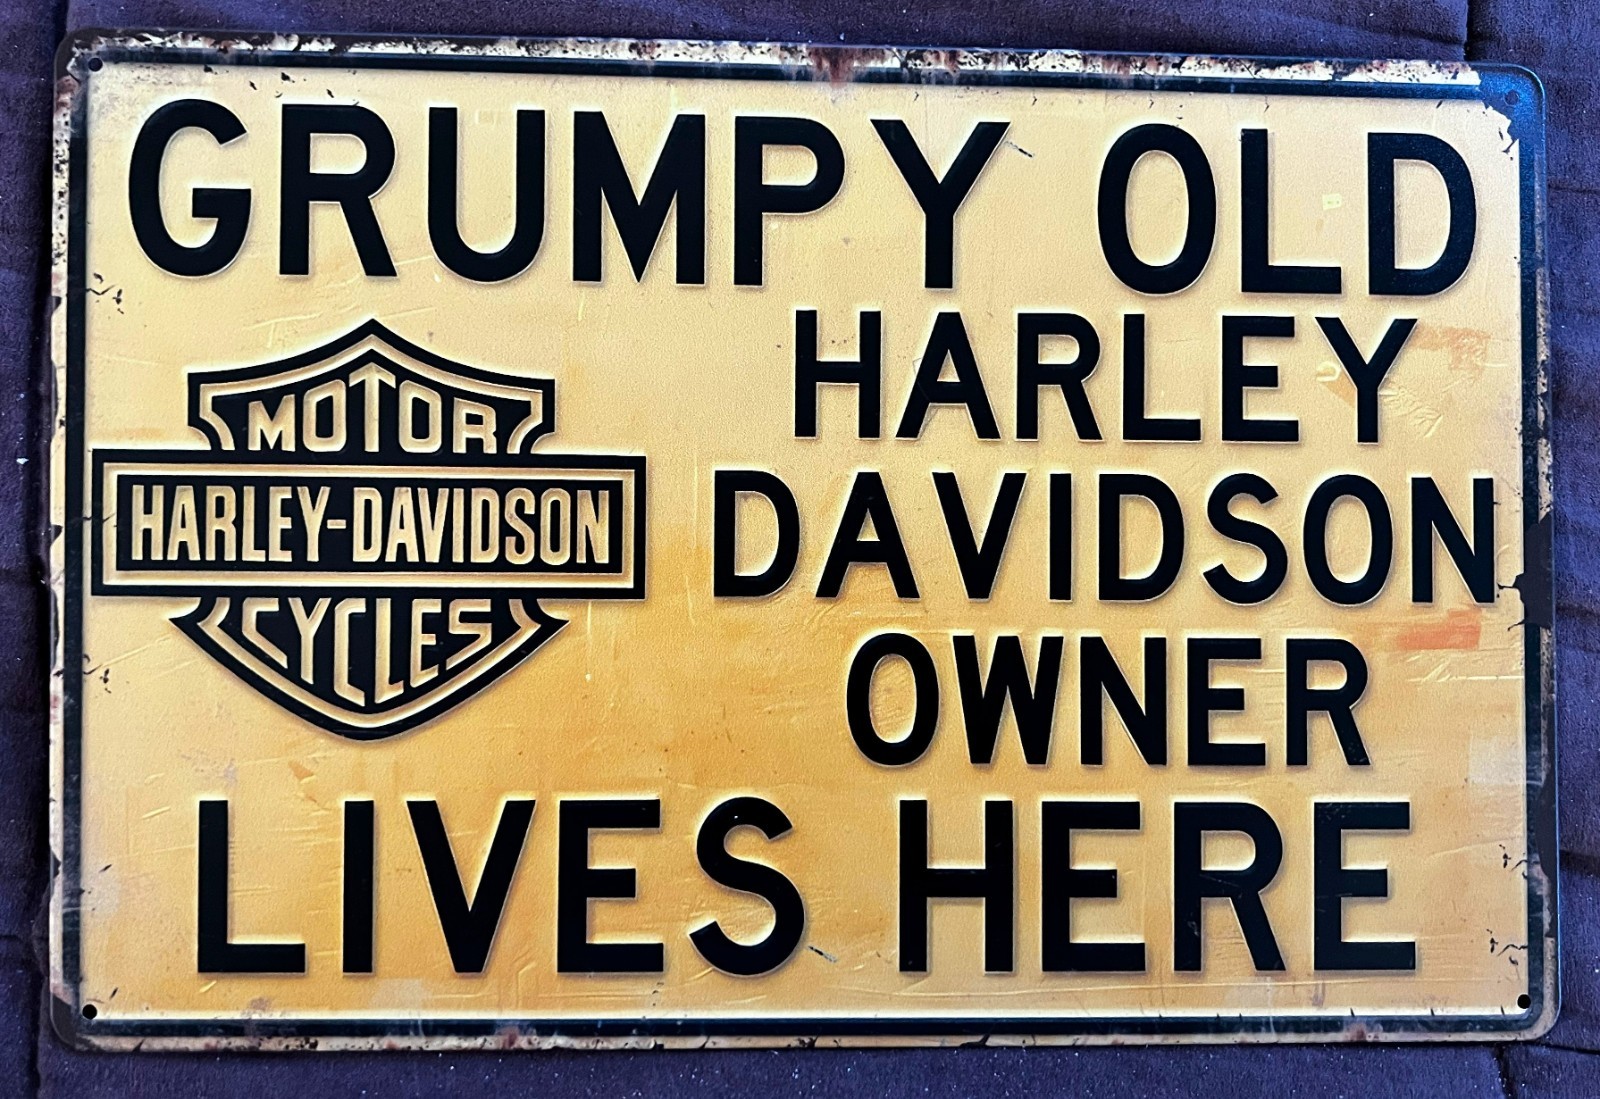 GRUMPY OLD
MOTOR
HARLEY-DAVIDSON
CYCLES
HARLEY
DAVIDSON
OWNER
LIVES HERE